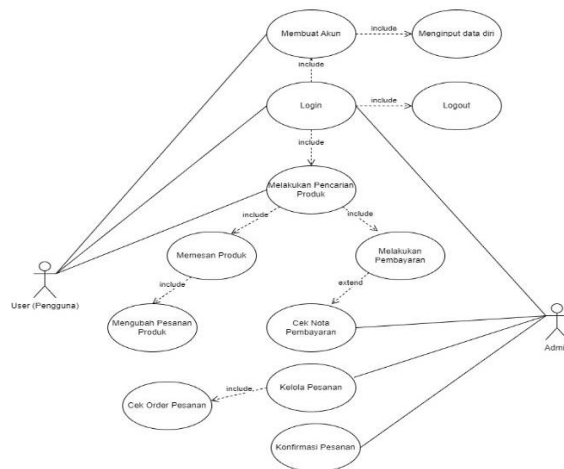 Membuat Akun
include
Menginput data diri
include
Login
include
Logout
include
Melakukan Pencarian
Produk
include
include
Memesan Produk
Melakukan
Pembayaran
include
extend
User (Pengguna)
Mengubah Pesanan
Produk
Cek Nota
Pembayaran
Admi
Kelola Pesanan
include
Cek Order Pesanan
Konfirmasi Pesanan